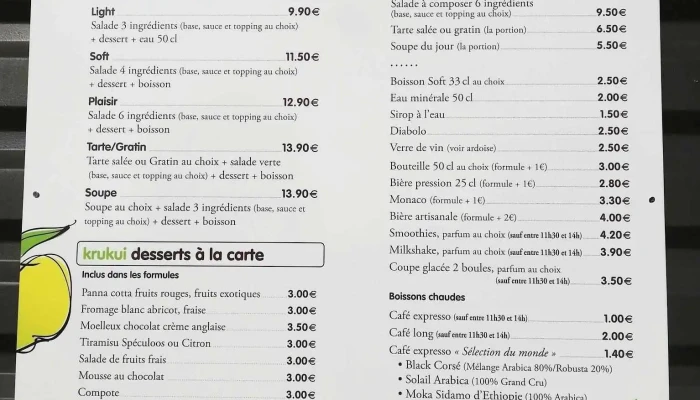 Light 9.90€
Salade 3 ingrédients (base, sauce et topping au choix)
+ dessert + eau 50 cl
Soft 11.50€
Salade 4 ingrédients (base, sauce et topping au choix)
+ dessert + boisson
Plaisir 12.90€
Salade 6 ingrédients (base, sauce et topping au choix)
+ dessert + boisson
Tarte/Gratin 13.90€
Tarte salée ou Gratin au choix + salade verte
(base, sauce et topping au choix) + dessert + boisson
Soupe 13.90€
Soupe au choix + salade 3 ingrédients (base, sauce et
topping au choix) + dessert + boisson
krukui desserts à la carte
Inclus dans les formules
Panna cotta fruits rouges, fruits exotiques 3.00€
Fromage blanc abricot, fraise 3.00€
Moelleux chocolat crème anglaise 3.50€
Tiramisu Spéculoos ou Citron 3.00€
Salade de fruits frais 3.00€
Mousse au chocolat 3.00€
Compote 3.00€
Salade à composer 6 ingrédients
(base, sauce et topping au choix) 9.50€
Tarte salée ou gratin (la portion) 6.50€
Soupe du jour (la portion) 5.50€
......
Boisson Soft 33 cl au choix 2.50€
Eau minérale 50 cl 2.00€
Sirop à l'eau 1.50€
Diabolo 2.50€
Verre de vin (voir ardoise) 2.50€
Bouteille 50 cl au choix (formule + 1€) 3.00€
Bière pression 25 cl (formule + 1€) 2.80€
Monaco (formule + 1€) 3.30€
Bière artisanale (formule + 2€) 4.00€
Smoothies, parfum au choix (sauf entre 11h30 et 14h) 4.20€
Milkshake, parfum au choix (sauf entre 11h30 et 14h) 3.90€
Coupe glacée 2 boules, parfum au choix
(sauf entre 11h30 et 14h) 3.50€
Boissons chaudes
Café expresso (sauf entre 11h30 et 14h) 1.00€
Café long (sauf entre 11h30 et 14h) 2.00€
Café expresso « Sélection du monde » 1.40€
• Black Corsé (Mélange Arabica 80%/Robusta 20%)
• Solail Arabica (100% Grand Cru)
• Moka Sidamo d'Ethiopie (100% Arabica)